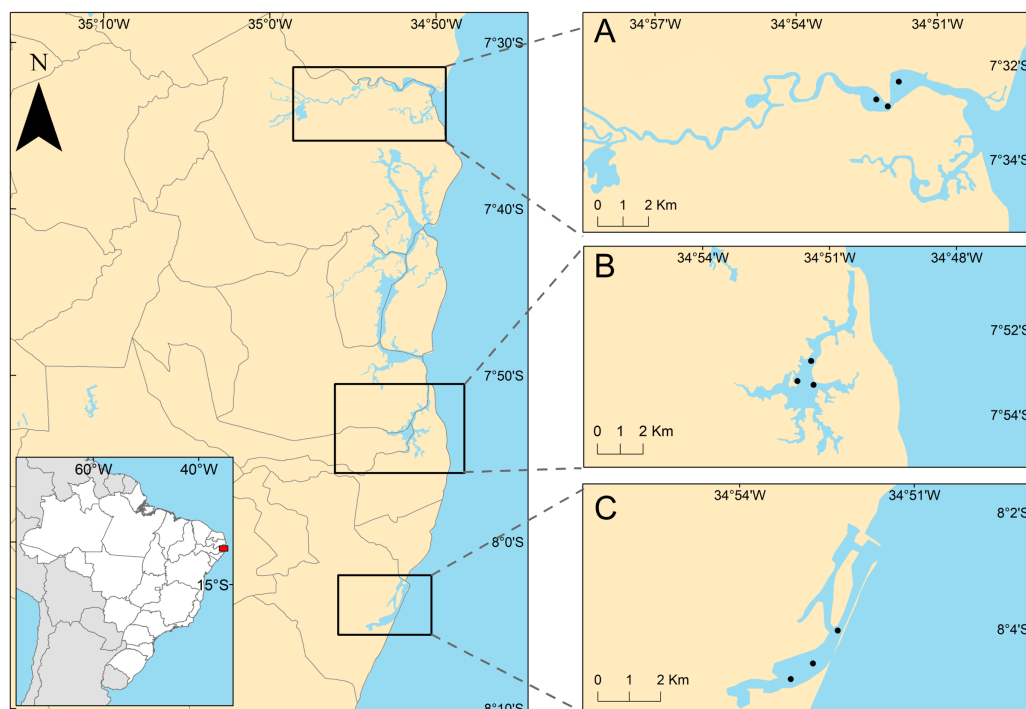 35°10'W 35°0'W 34°50'W
7°30'S
N
7°40'S
7°50'S
8°0'S
8°10'S
60°W 40°W
15°S
A
34°57'W 34°54'W 34°51'W
7°32'S
7°34'S
0 1 2 Km
B
34°54'W 34°51'W 34°48'W
7°52'S
7°54'S
0 1 2 Km
C
34°54'W 34°51'W
8°2'S
8°4'S
0 1 2 Km